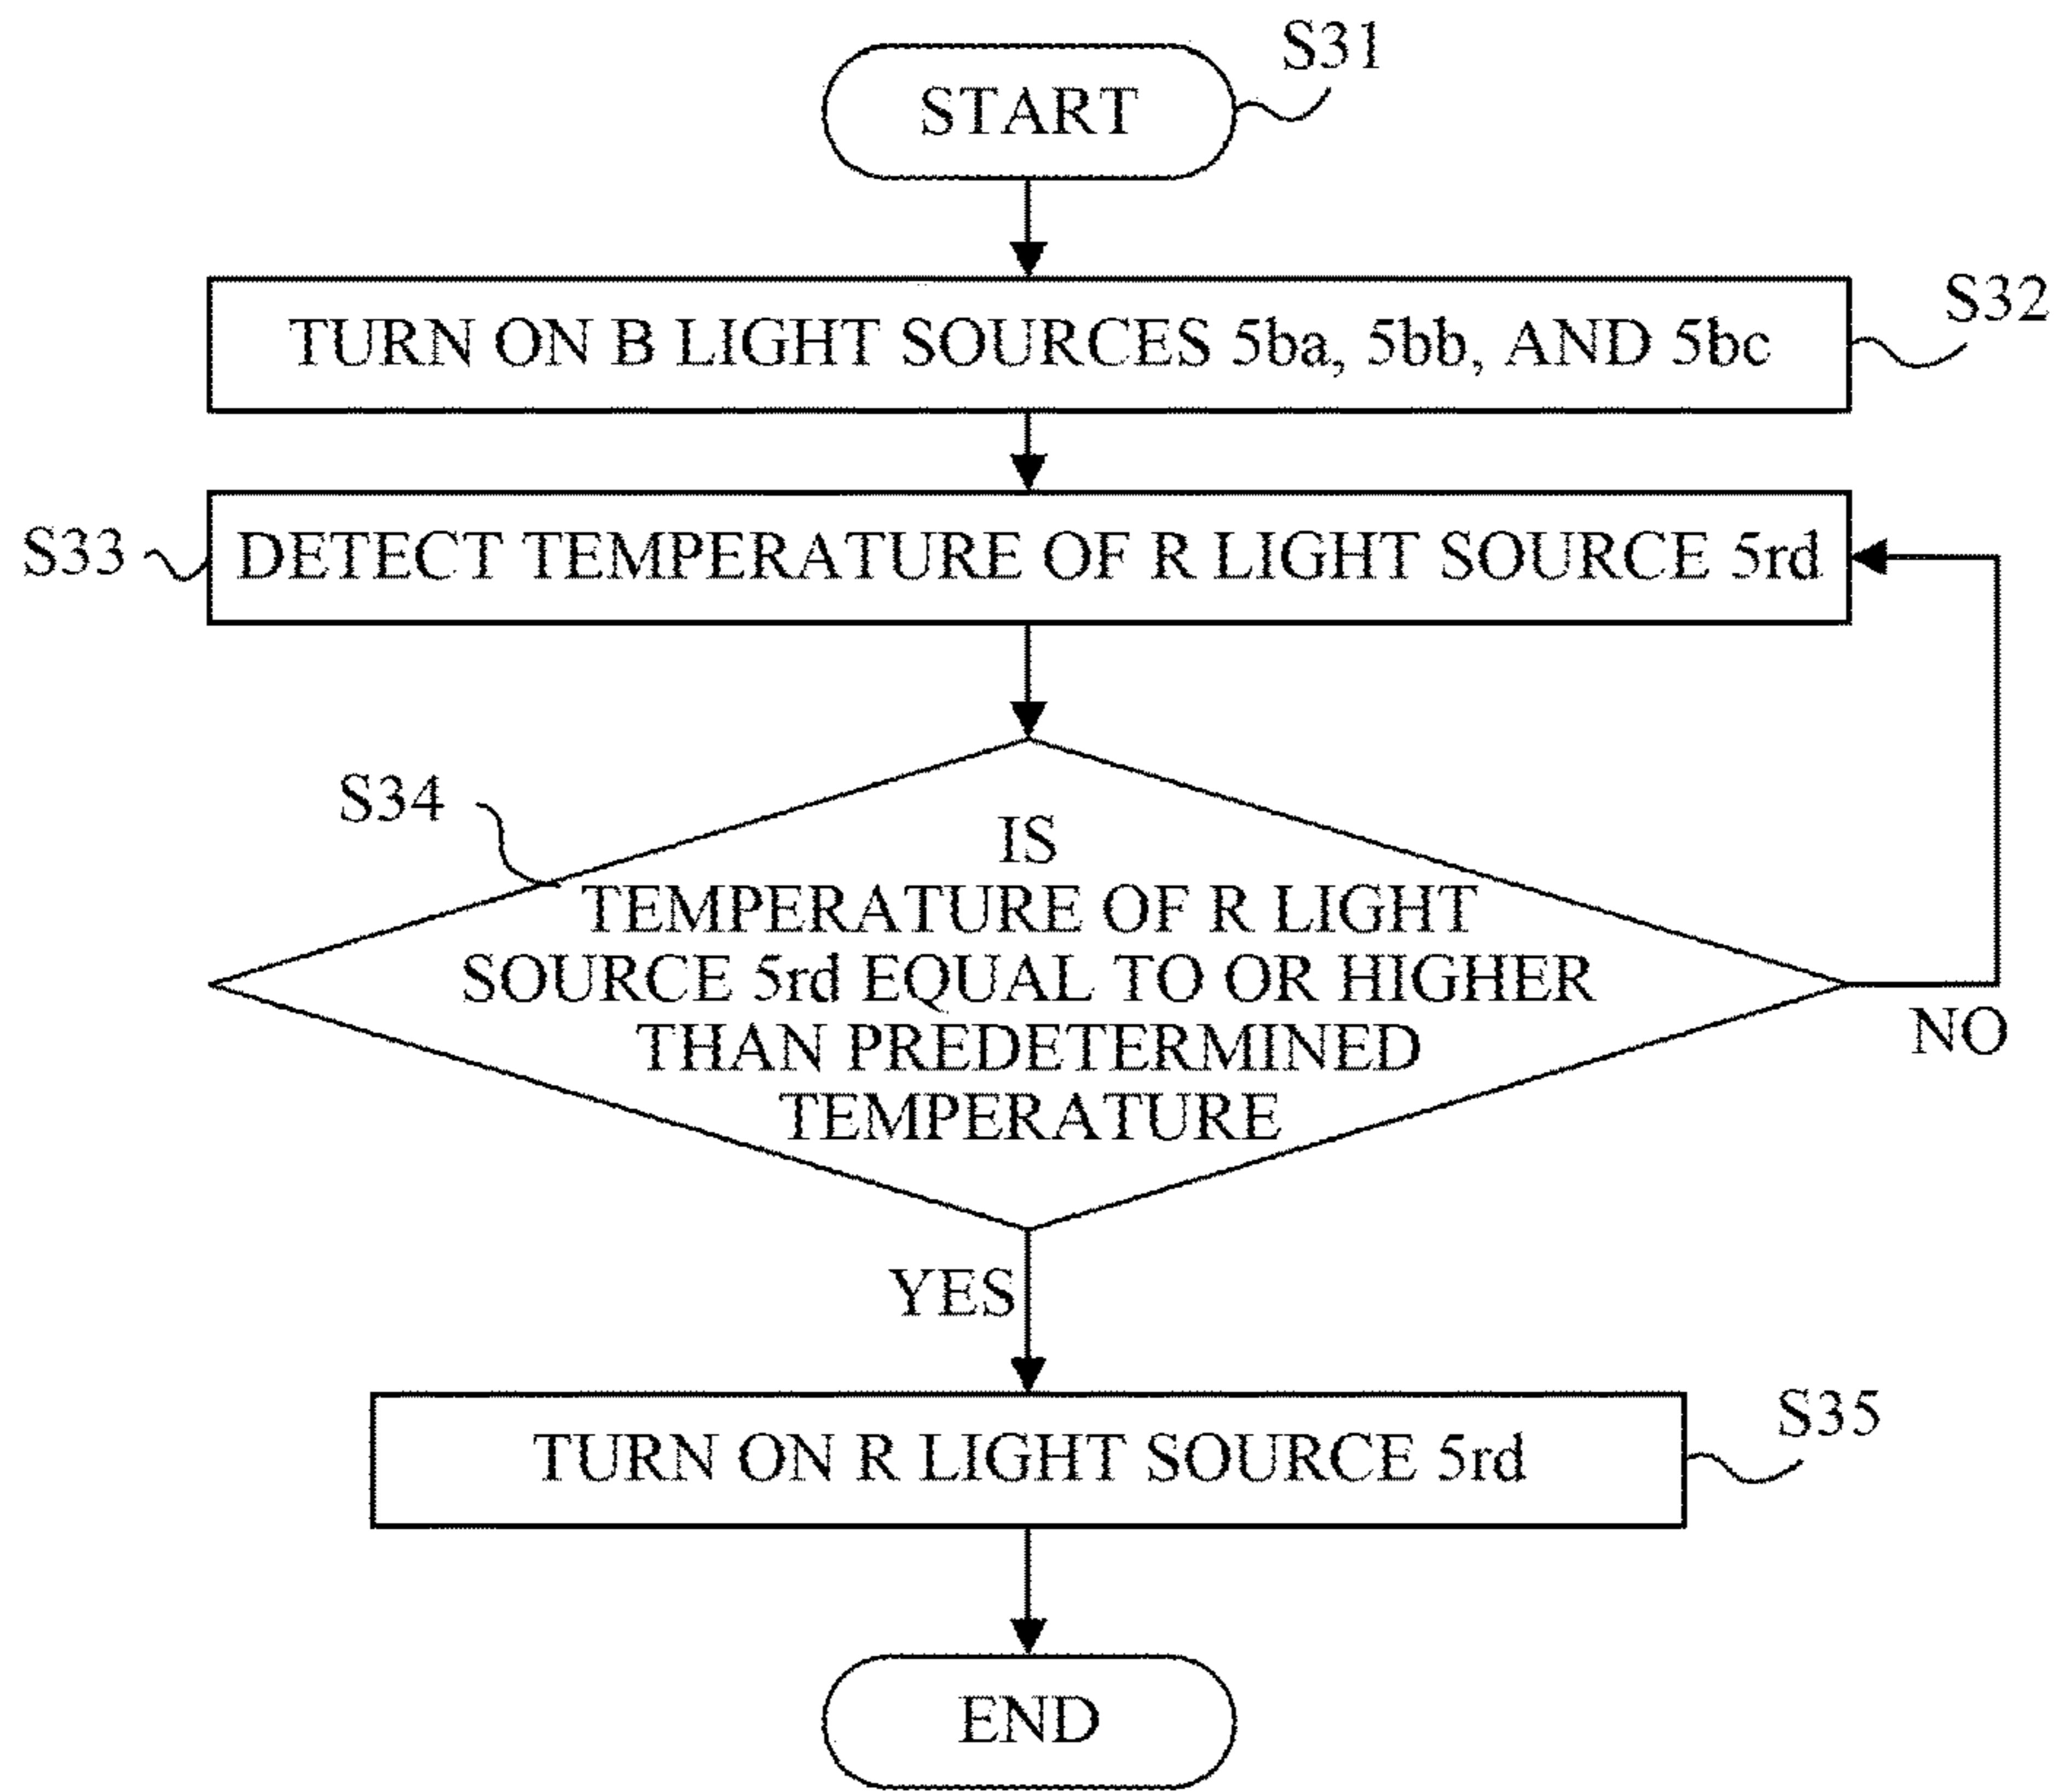 S31
START
S32
TURN ON B LIGHT SOURCES 5ba, 5bb, AND 5bc
S33
DETECT TEMPERATURE OF R LIGHT SOURCE 5rd
S34
IS
TEMPERATURE OF R LIGHT
SOURCE 5rd EQUAL TO OR HIGHER
THAN PREDETERMINED
TEMPERATURE
NO
YES
S35
TURN ON R LIGHT SOURCE 5rd
END